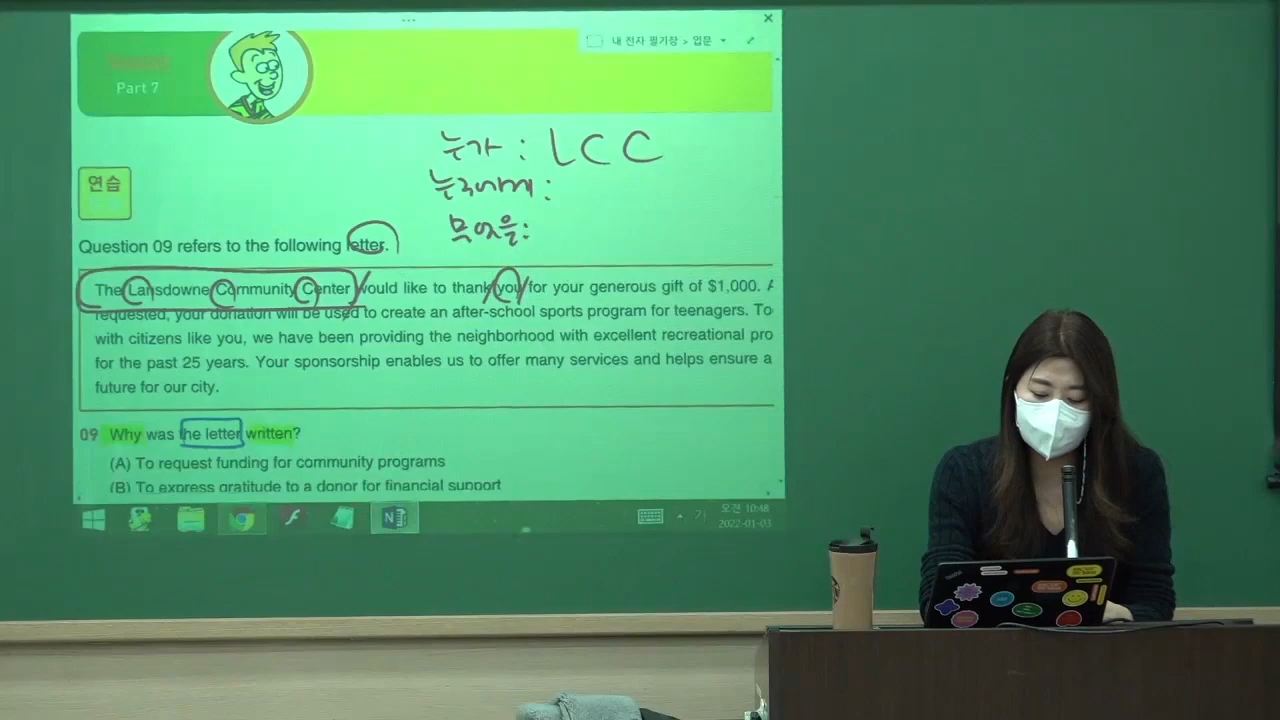 내 전자 필기장 > 입문
Part 7
누가 : LCC
누구에게 :
무엇을:
연습
Question 09 refers to the following letter.
The Lansdowne Community Center would like to thank you for your generous gift of $1,000. A
requested, your donation will be used to create an after-school sports program for teenagers. To
with citizens like you, we have been providing the neighborhood with excellent recreational pro
for the past 25 years. Your sponsorship enables us to offer many services and helps ensure a
future for our city.
09 Why was the letter written?
(A) To request funding for community programs
(B) To express gratitude to a donor for financial support
가 오전 10:48
2022-01-03